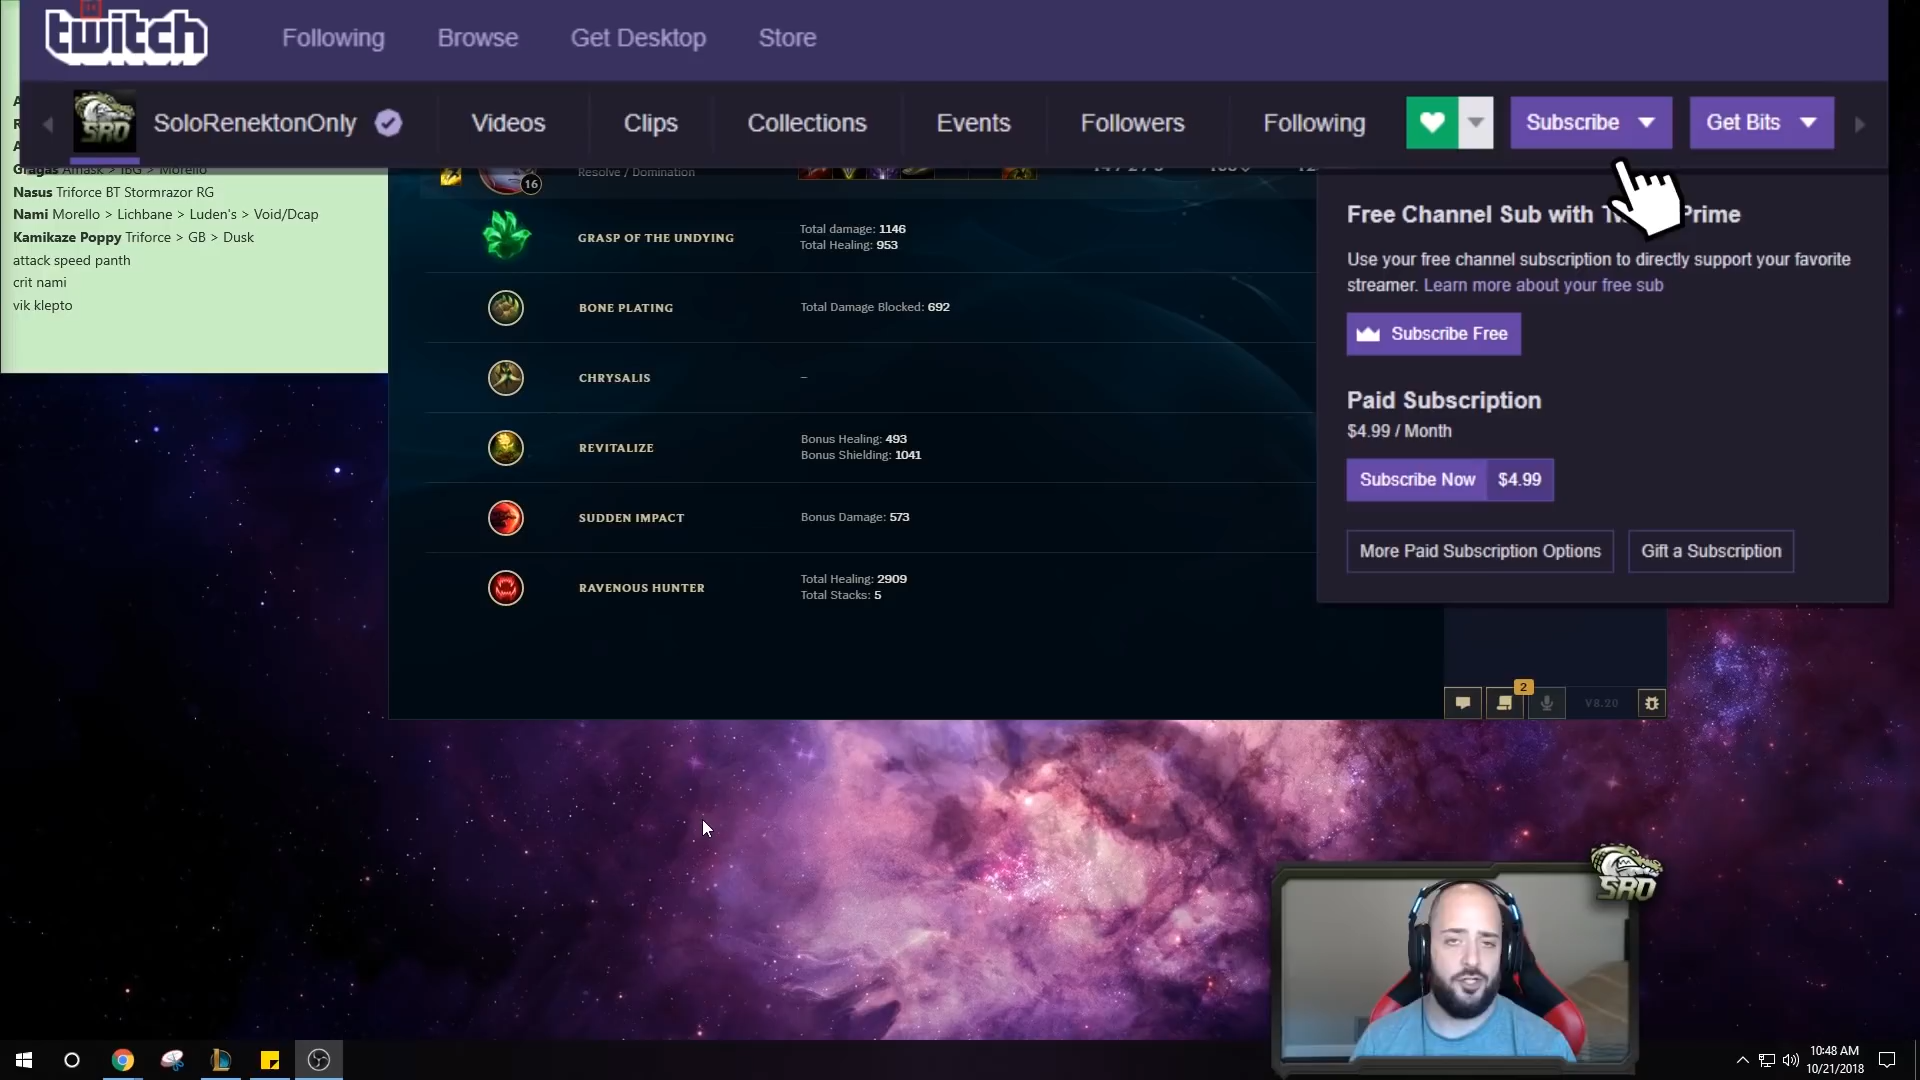 twitch
Following Browse Get Desktop Store
SRO SoloRenektonOnly Videos Clips Collections Events Followers Following Subscribe Get Bits
Gragas
Nasus Triforce BT Stormrazor RG
Nami Morello > Lichbane > Luden's > Void/Dcap
Kamikaze Poppy Triforce > GB > Dusk
attack speed panth
crit nami
vik klepto
16
Resolve / Domination
GRASP OF THE UNDYING
Total damage: 1146
Total Healing: 953
BONE PLATING
Total Damage Blocked: 692
CHRYSALIS
–
REVITALIZE
Bonus Healing: 493
Bonus Shielding: 1041
SUDDEN IMPACT
Bonus Damage: 573
RAVENOUS HUNTER
Total Healing: 2909
Total Stacks: 5
Free Channel Sub with Prime
Use your free channel subscription to directly support your favorite
streamer. Learn more about your free sub
Subscribe Free
Paid Subscription
$4.99 / Month
Subscribe Now $4.99
More Paid Subscription Options Gift a Subscription
2
V8.20
SRO
10:48 AM
10/21/2018